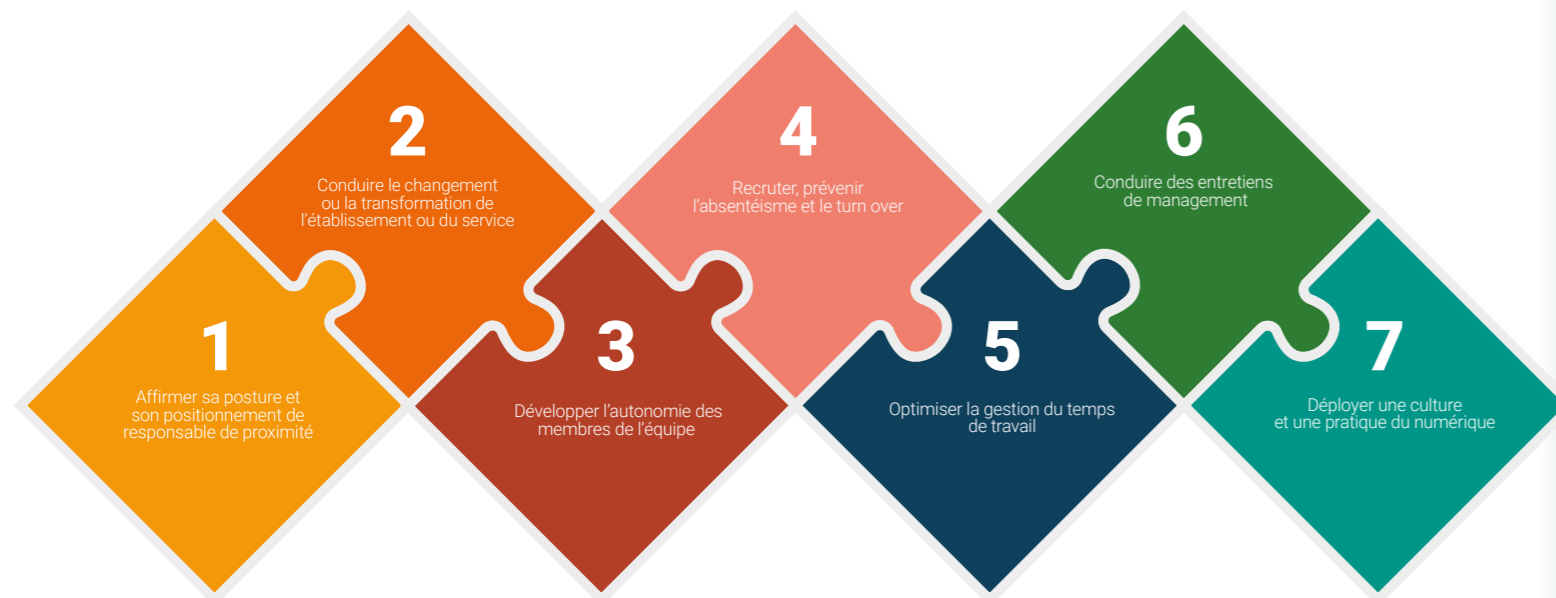 1
Affirmer sa posture et
son positionnement de
responsable de proximité
2
Conduire le changement
ou la transformation de
l'établissement ou du service
3
Développer l'autonomie des
membres de l'équipe
4
Recruter, prévenir
l'absentéisme et le turn over
5
Optimiser la gestion du temps
de travail
6
Conduire des entretiens
de management
7
Déployer une culture
et une pratique du numérique